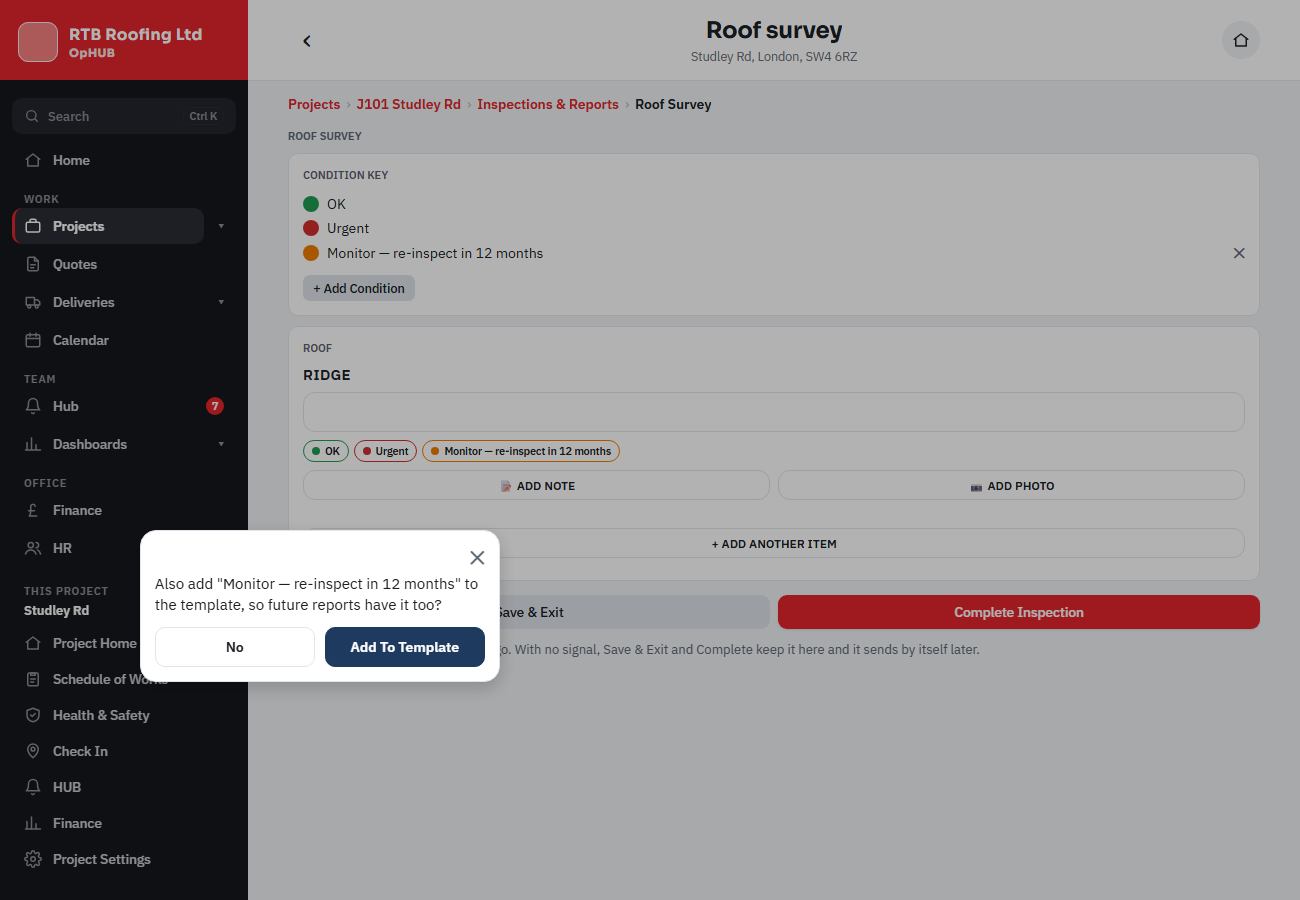 RTB Roofing Ltd
OpHUB
Search
Ctrl K
Home
WORK
Projects
Quotes
Deliveries
Calendar
TEAM
Hub
7
Dashboards
OFFICE
Finance
HR
THIS PROJECT
Studley Rd
Project Home
Schedule of Works
Health & Safety
Check In
HUB
Finance
Project Settings
Roof survey
Studley Rd, London, SW4 6RZ
Projects › J101 Studley Rd › Inspections & Reports › Roof Survey
ROOF SURVEY
CONDITION KEY
OK
Urgent
Monitor — re-inspect in 12 months
+ Add Condition
ROOF
RIDGE
OK
Urgent
Monitor — re-inspect in 12 months
ADD NOTE
ADD PHOTO
+ ADD ANOTHER ITEM
Save & Exit
Complete Inspection
With no signal, Save & Exit and Complete keep it here and it sends by itself later.
Also add "Monitor — re-inspect in 12 months" to
the template, so future reports have it too?
No
Add To Template